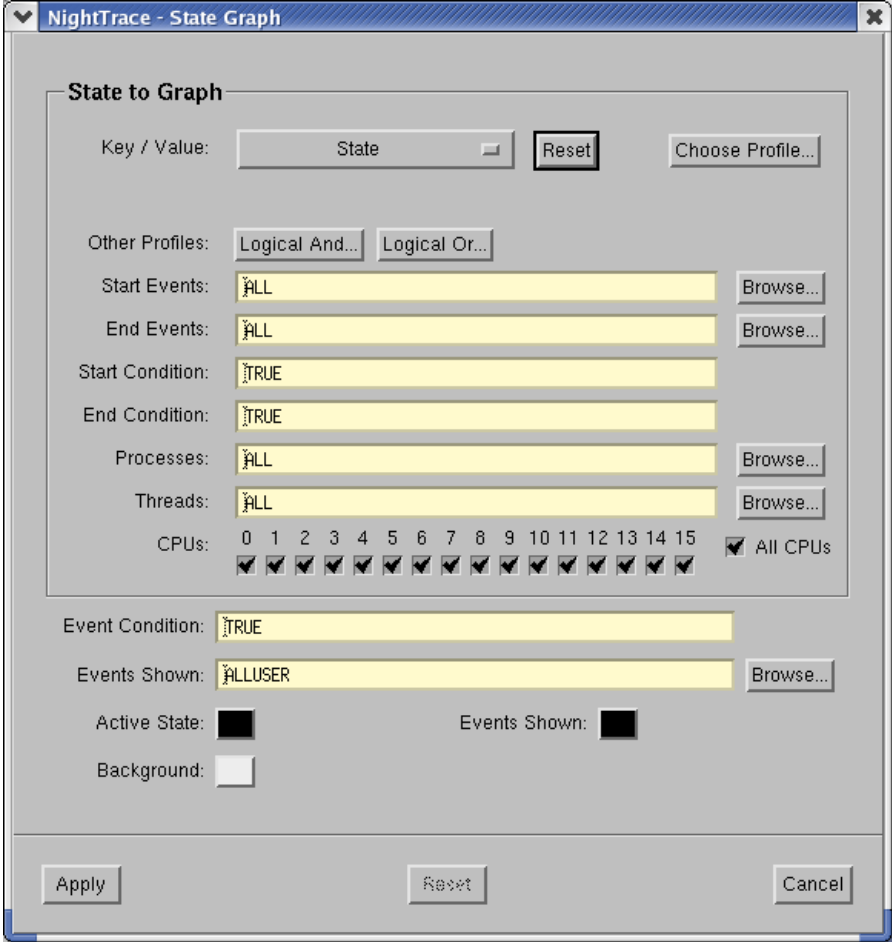 NightTrace - State Graph
State to Graph
Key / Value: State Reset Choose Profile...
Other Profiles: Logical And... Logical Or...
Start Events: ALL Browse...
End Events: ALL Browse...
Start Condition: TRUE
End Condition: TRUE
Processes: ALL Browse...
Threads: ALL Browse...
CPUs: 0 1 2 3 4 5 6 7 8 9 10 11 12 13 14 15 All CPUs
Event Condition: TRUE
Events Shown: ALLUSER Browse...
Active State: Events Shown:
Background:
Apply Reset Cancel